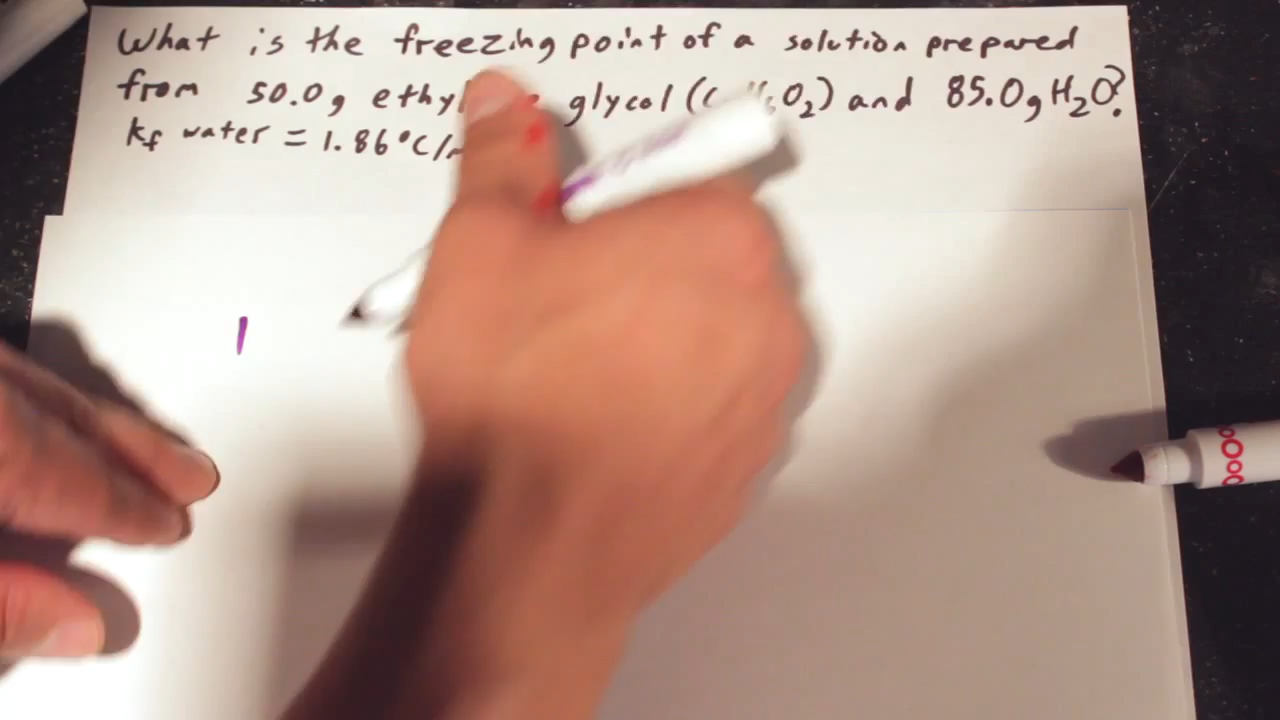 What is the freezing point of a solution prepared
from 50.0g glycol ( O₂) and 85.0g H₂O?
kf water = 1.86°C/